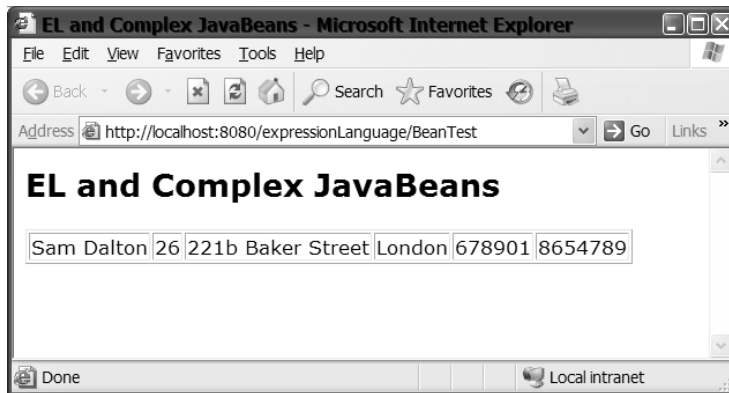 EL and Complex JavaBeans - Microsoft Internet Explorer
File Edit View Favorites Tools Help
Back Search Favorites
Address http://localhost:8080/expressionLanguage/BeanTest Go Links »
EL and Complex JavaBeans
Sam Dalton 26 221b Baker Street London 678901 8654789
Done Local intranet